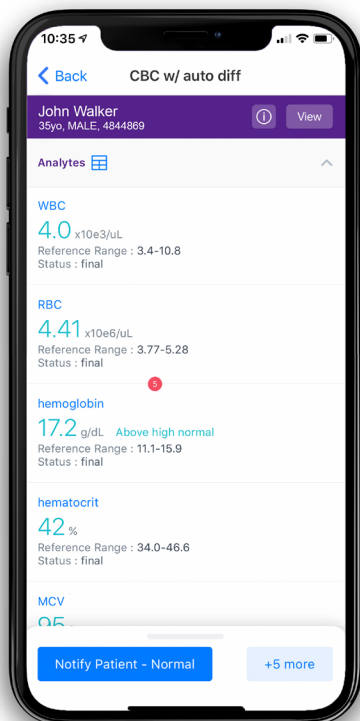 10:35
Back CBC w/ auto diff
John Walker
35yo, MALE, 4844869
View
Analytes
WBC
4.0 x10e3/uL
Reference Range : 3.4-10.8
Status : final
RBC
4.41 x10e6/uL
Reference Range : 3.77-5.28
Status : final
5
hemoglobin
17.2 g/dL Above high normal
Reference Range : 11.1-15.9
Status : final
hematocrit
42 %
Reference Range : 34.0-46.6
Status : final
MCV
95
Notify Patient - Normal +5 more